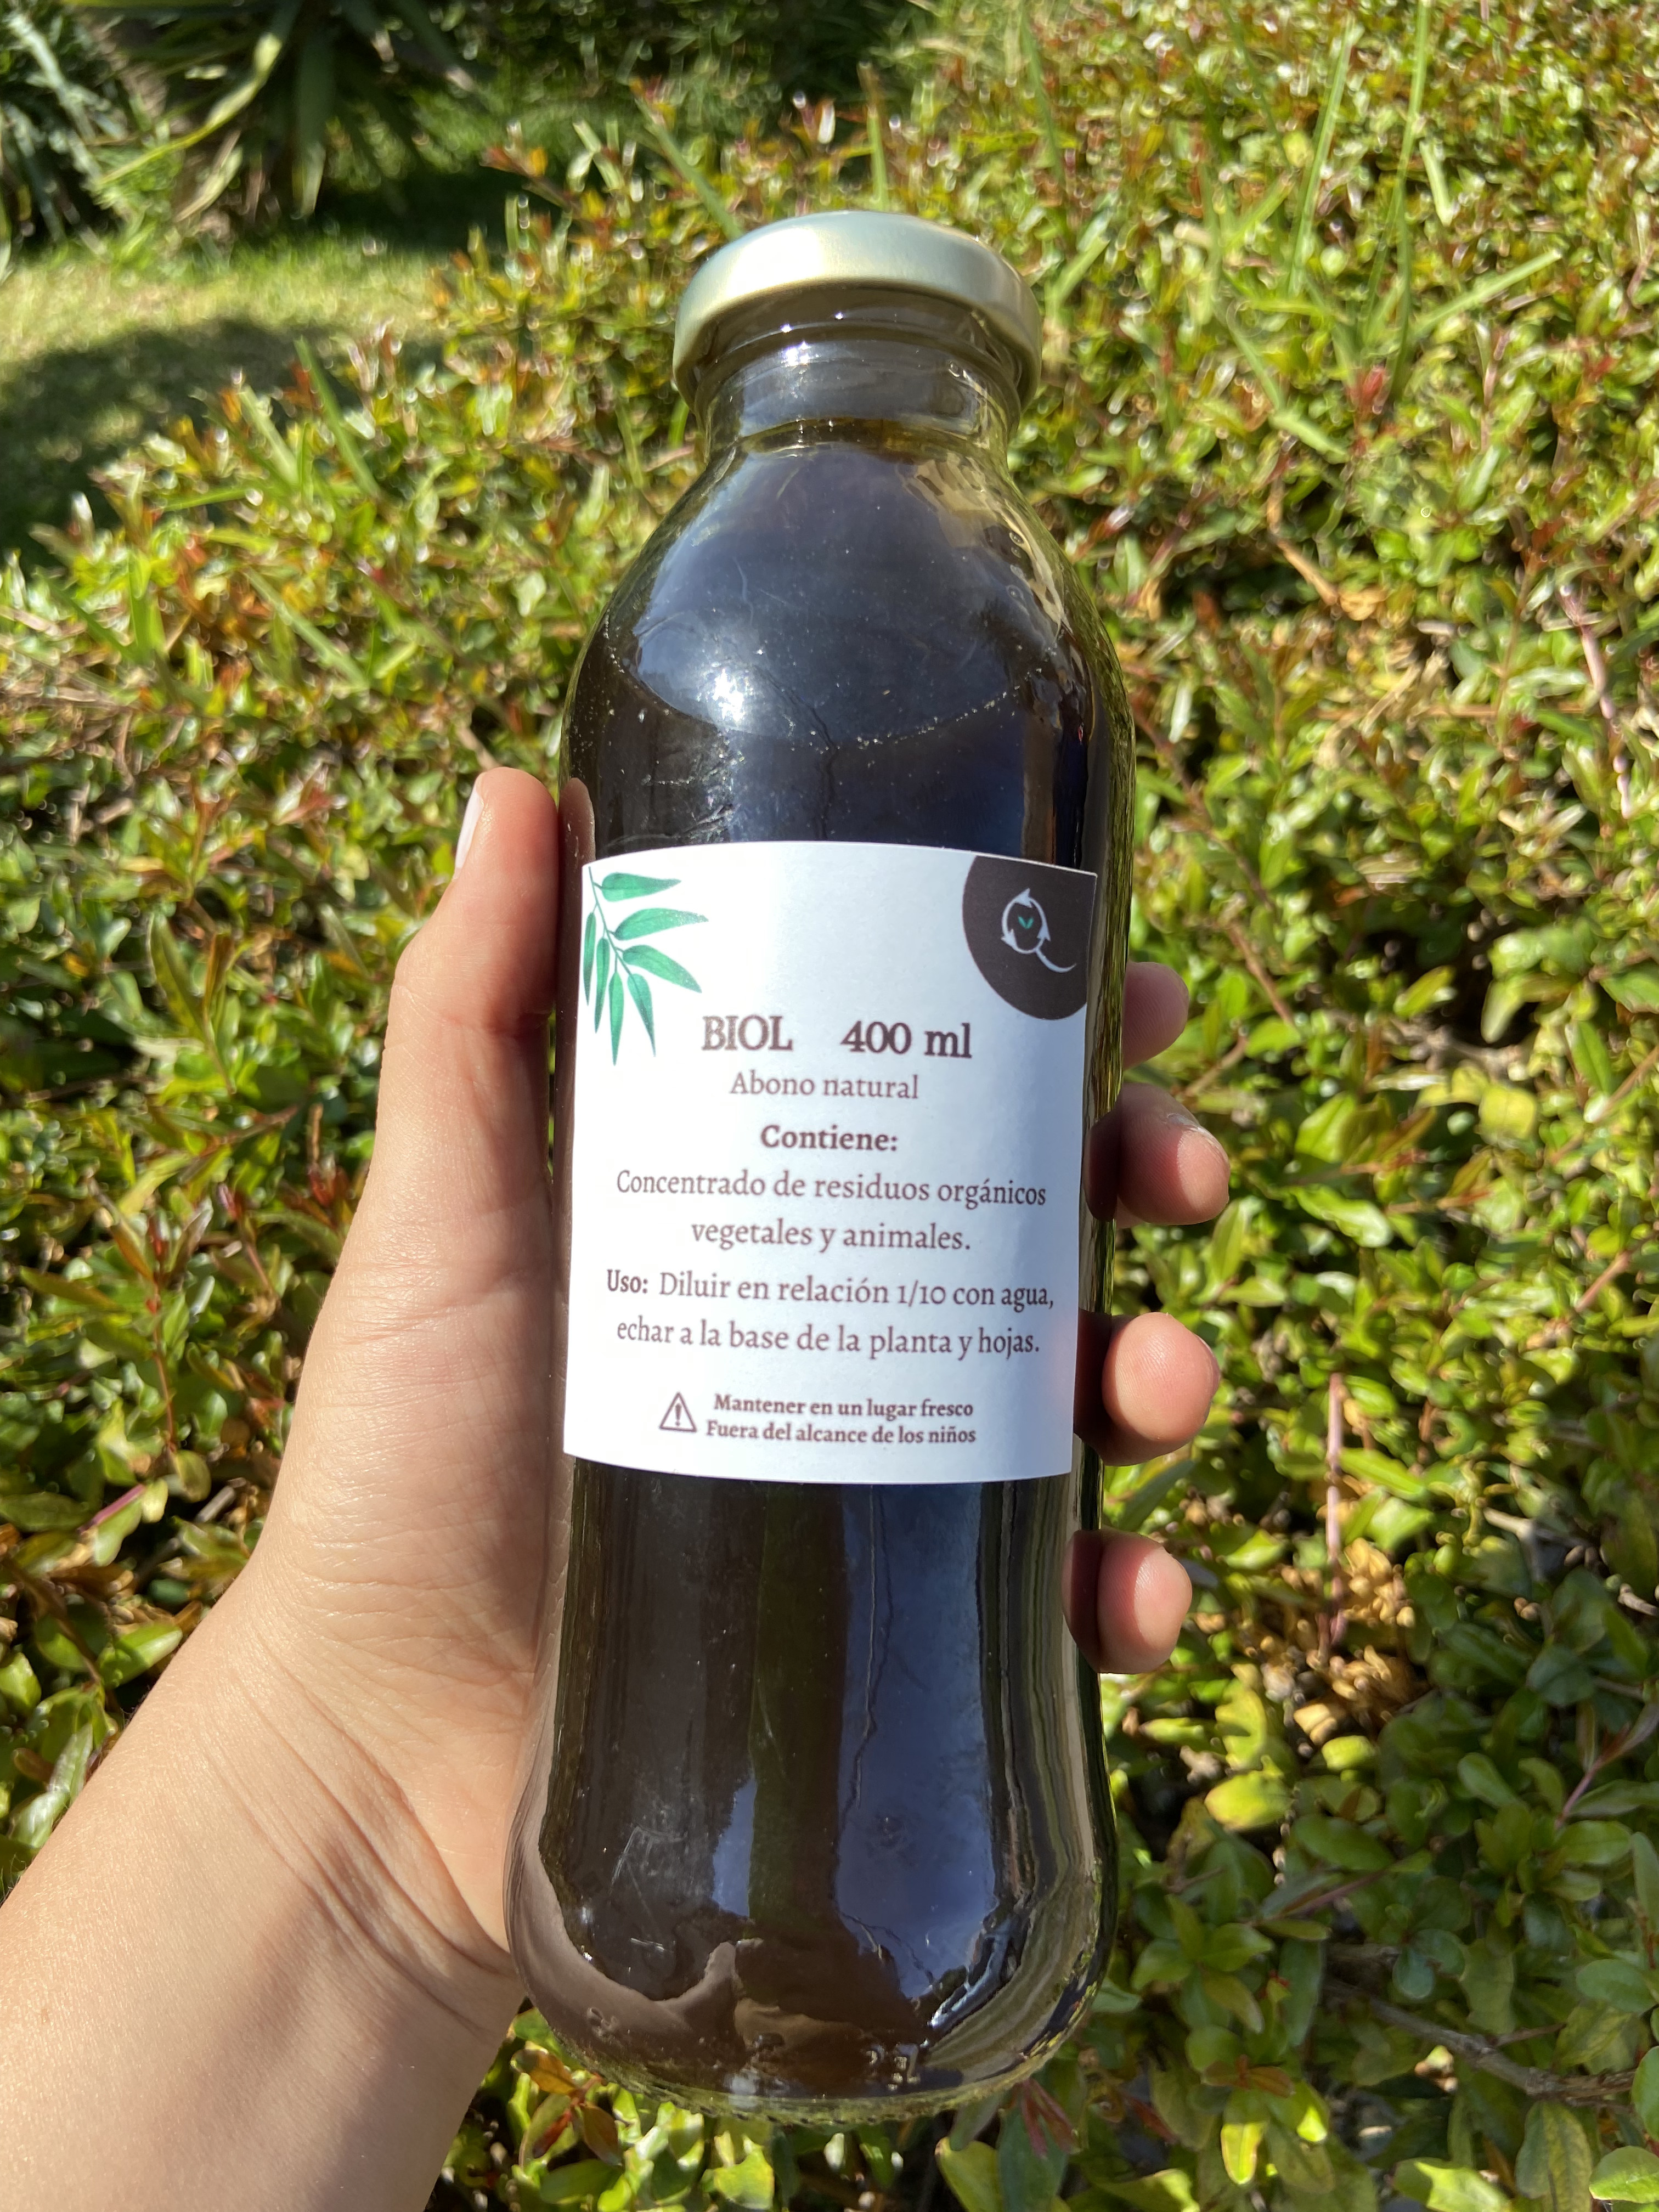 BIOL 400 ml
Abono natural
Contiene:
Concentrado de residuos orgánicos
vegetales y animales.
Uso: Diluir en relación 1/10 con agua,
echar a la base de la planta y hojas.
Mantener en un lugar fresco
Fuera del alcance de los niños